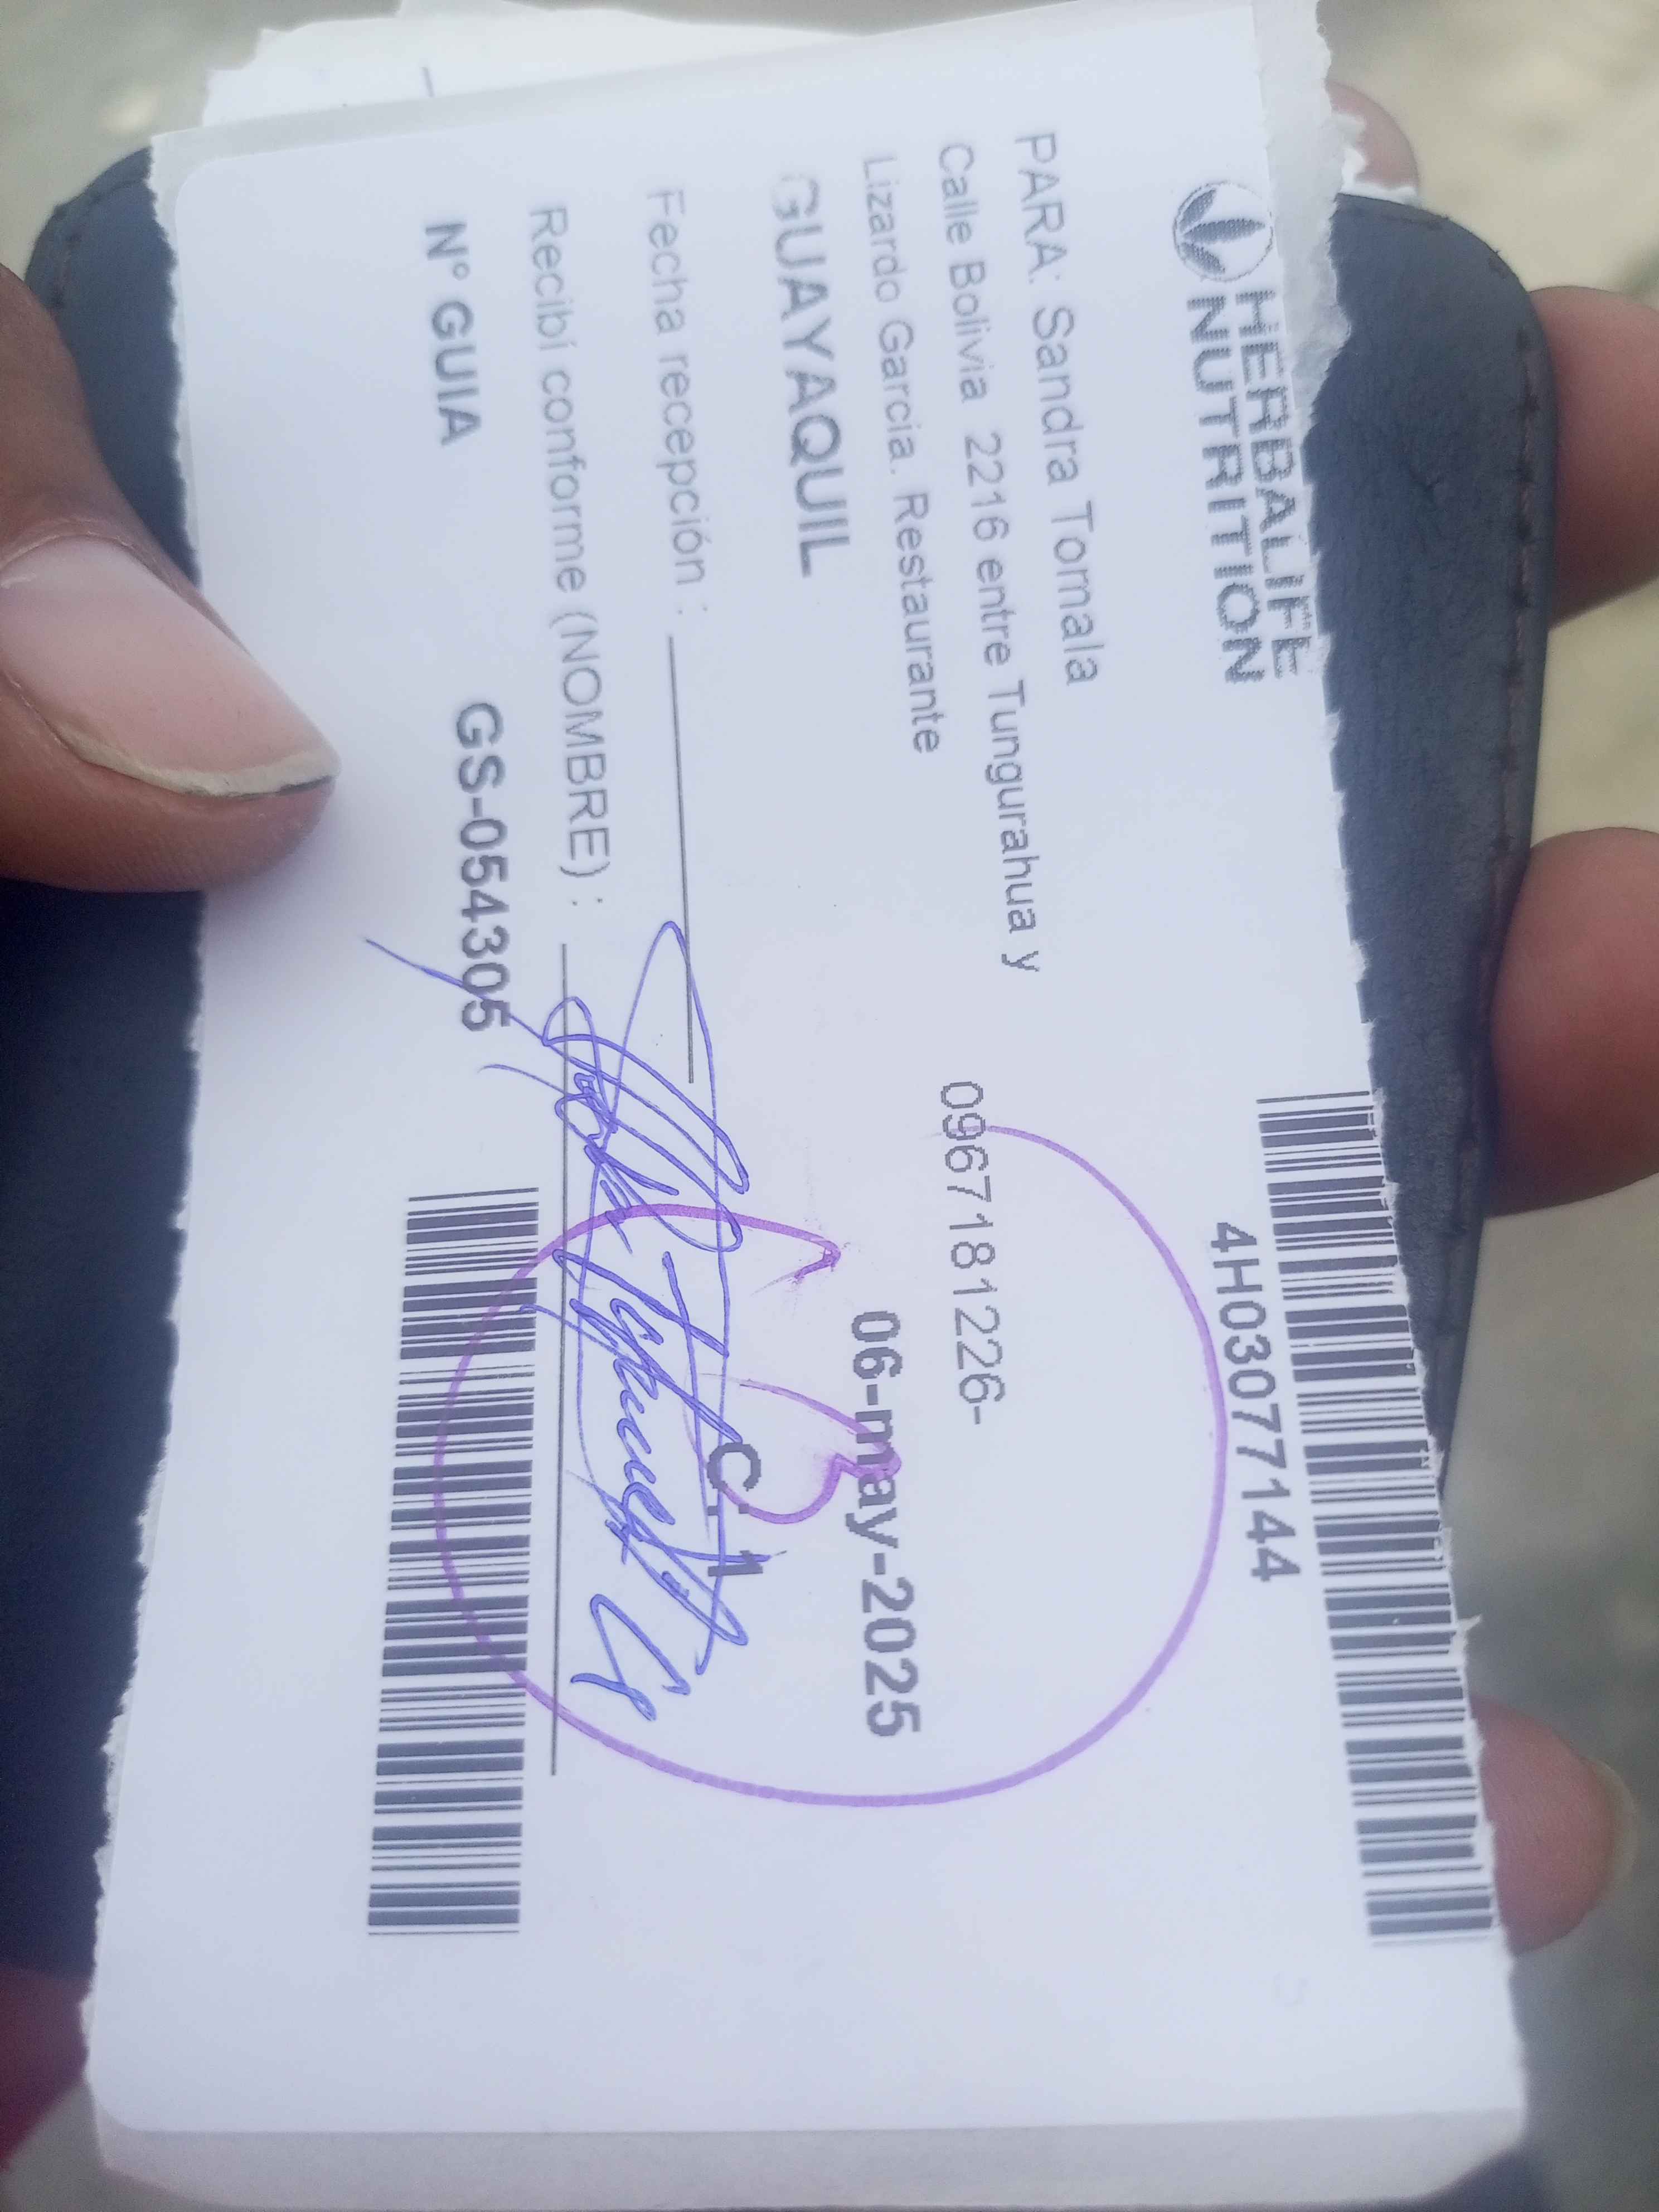 HERBALIFE
NUTRITION
4H03077144
PARA: Sandra Tomala
Calle Bolivia 2216 entre Tungurahua y
Lizardo Garcia. Restaurante
0967181226-
GUAYAQUIL
06-may-2025
Fecha recepción :
C: 1
Recibí conforme (NOMBRE) :
N° GUIA GS-054305